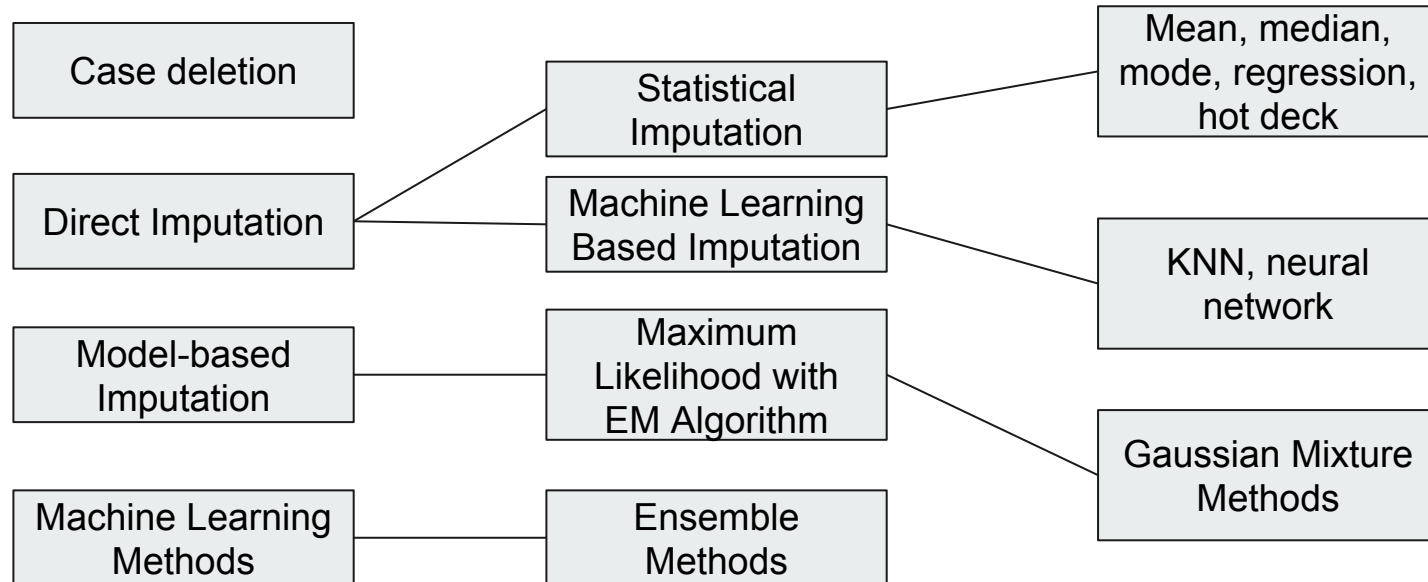 Case deletion
Direct Imputation
Model-based
Imputation
Machine Learning
Methods
Statistical
Imputation
Machine Learning
Based Imputation
Maximum
Likelihood with
EM Algorithm
Ensemble
Methods
Mean, median,
mode, regression,
hot deck
KNN, neural
network
Gaussian Mixture
Methods